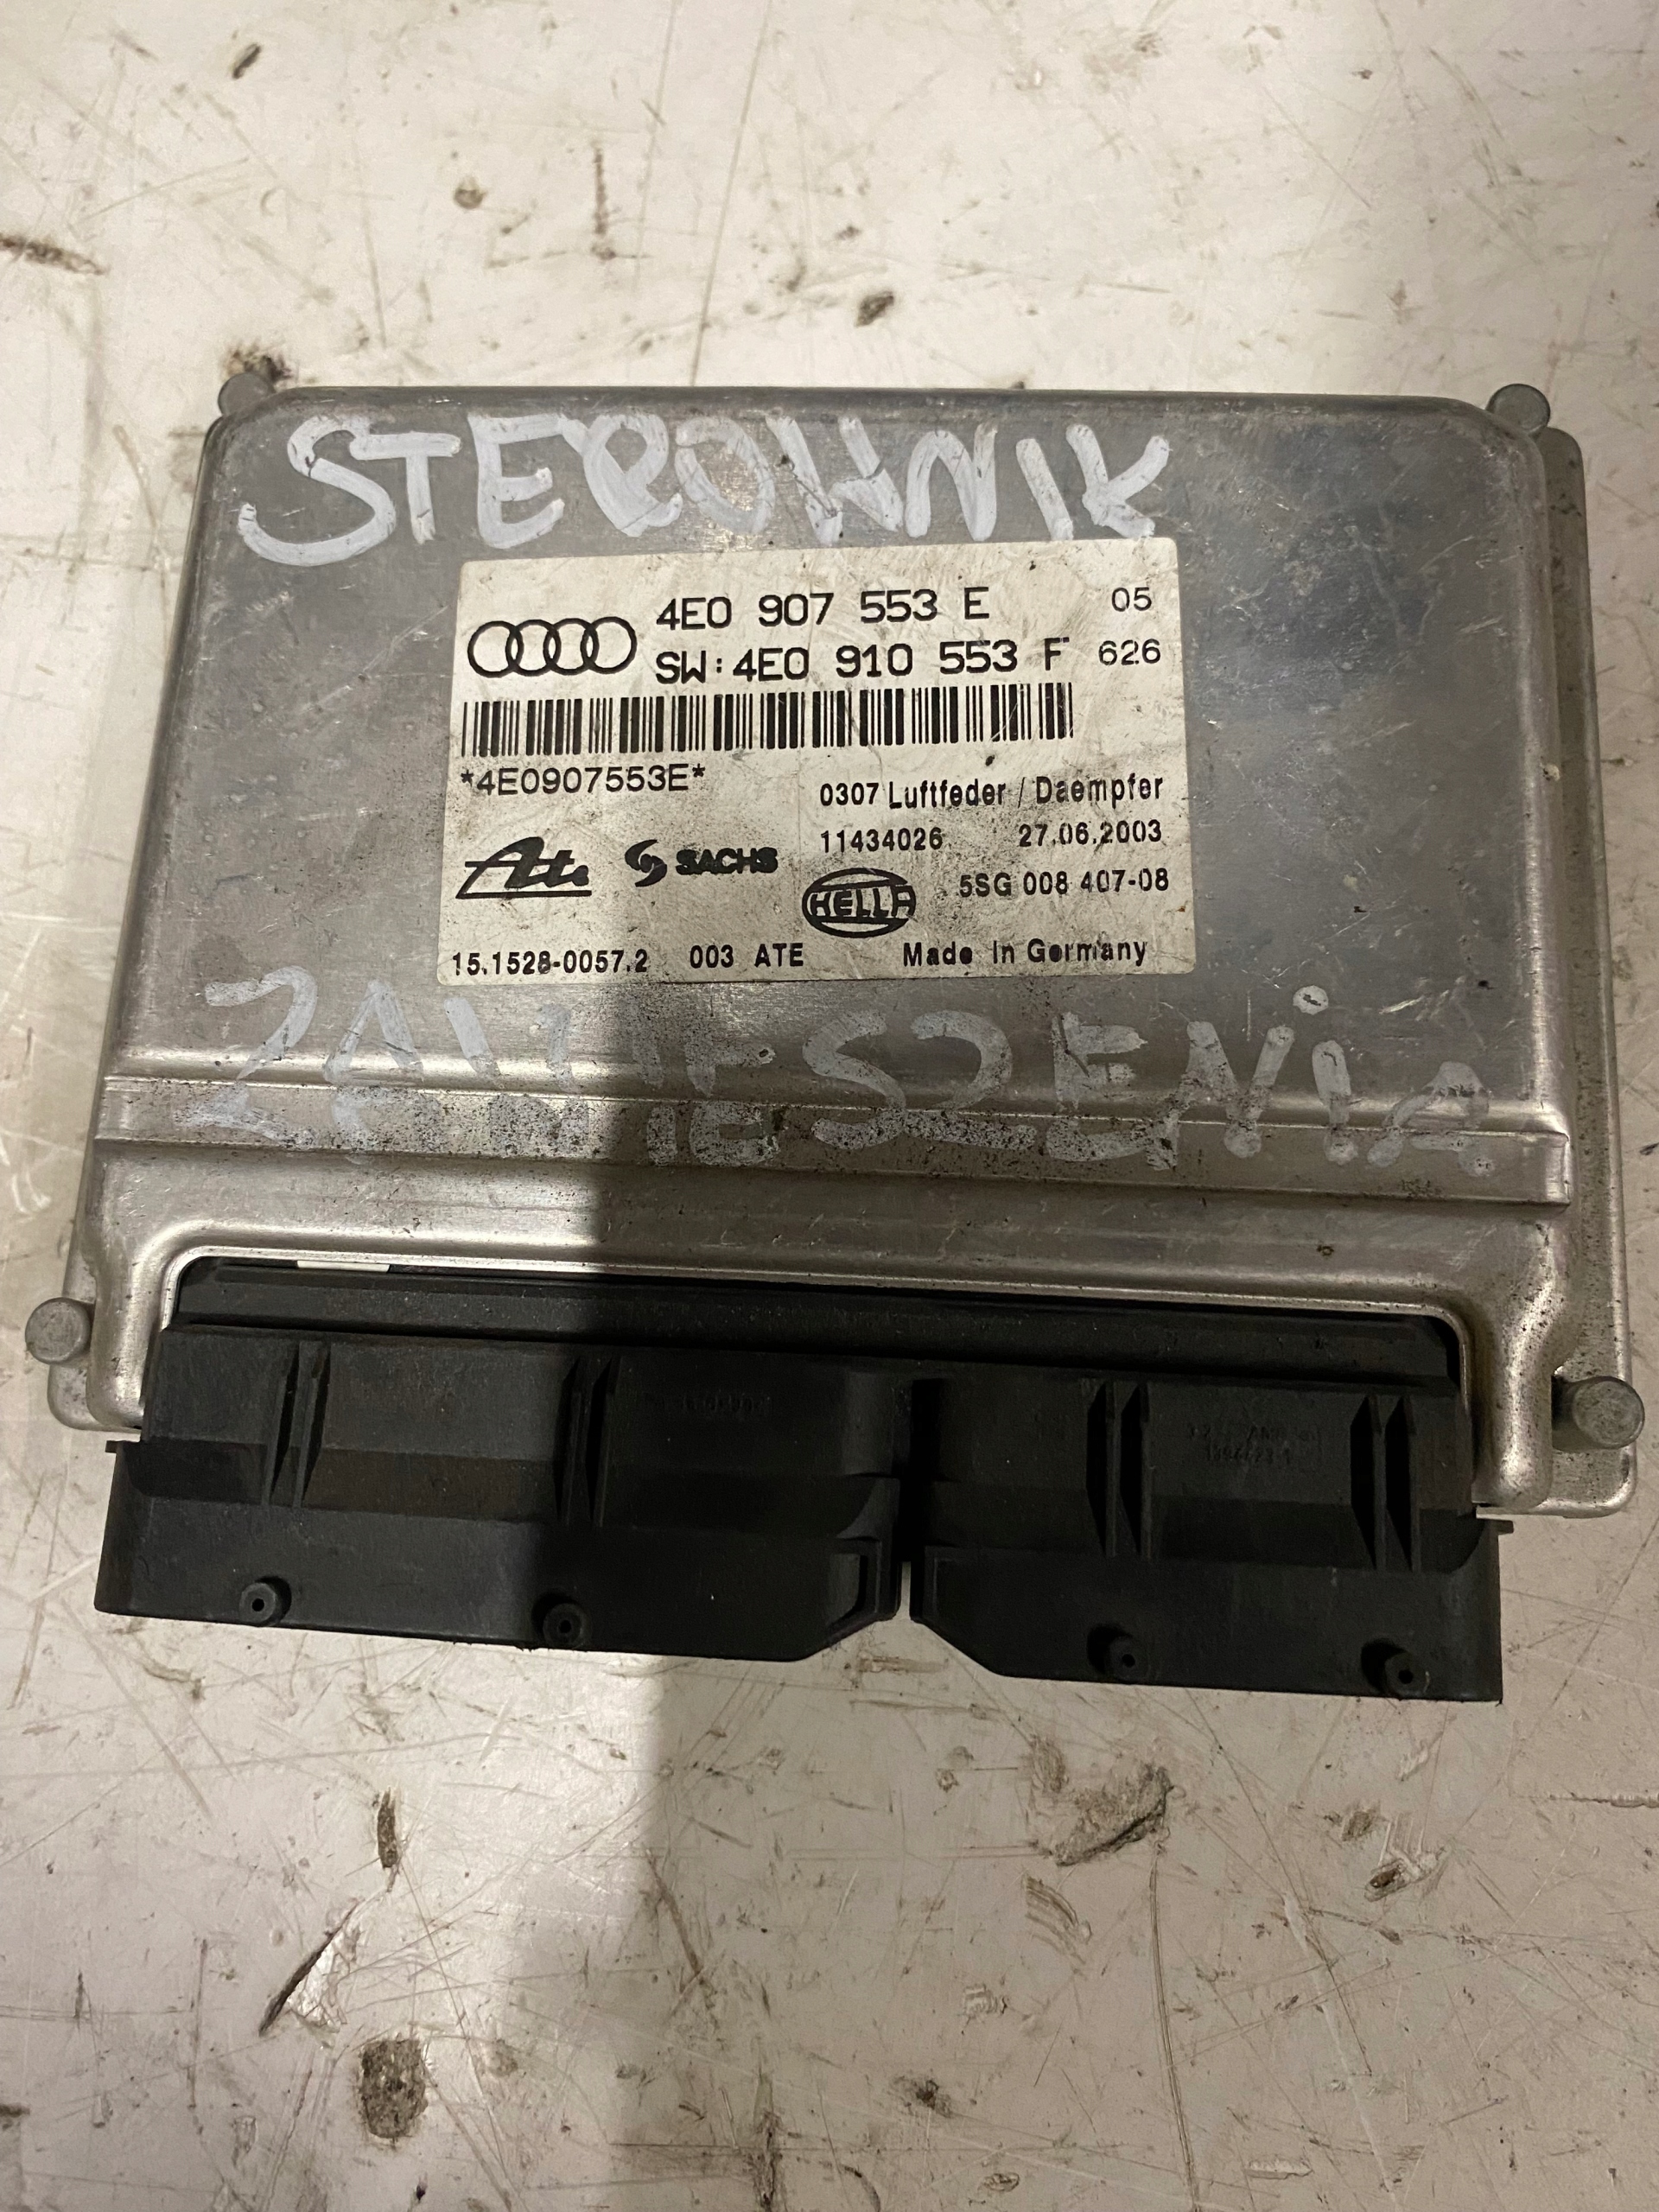 STEROWNIK
4E0 907 553 E 05
SW:4E0 910 553 F 626
*4E0907553E*
0307 Luftfeder / Daempfer
11434026 27.06.2003
Ate SACHS
HELLA 5SG 008 407-08
15.1528-0057.2 003 ATE Made in Germany
ZAWIESZENIA